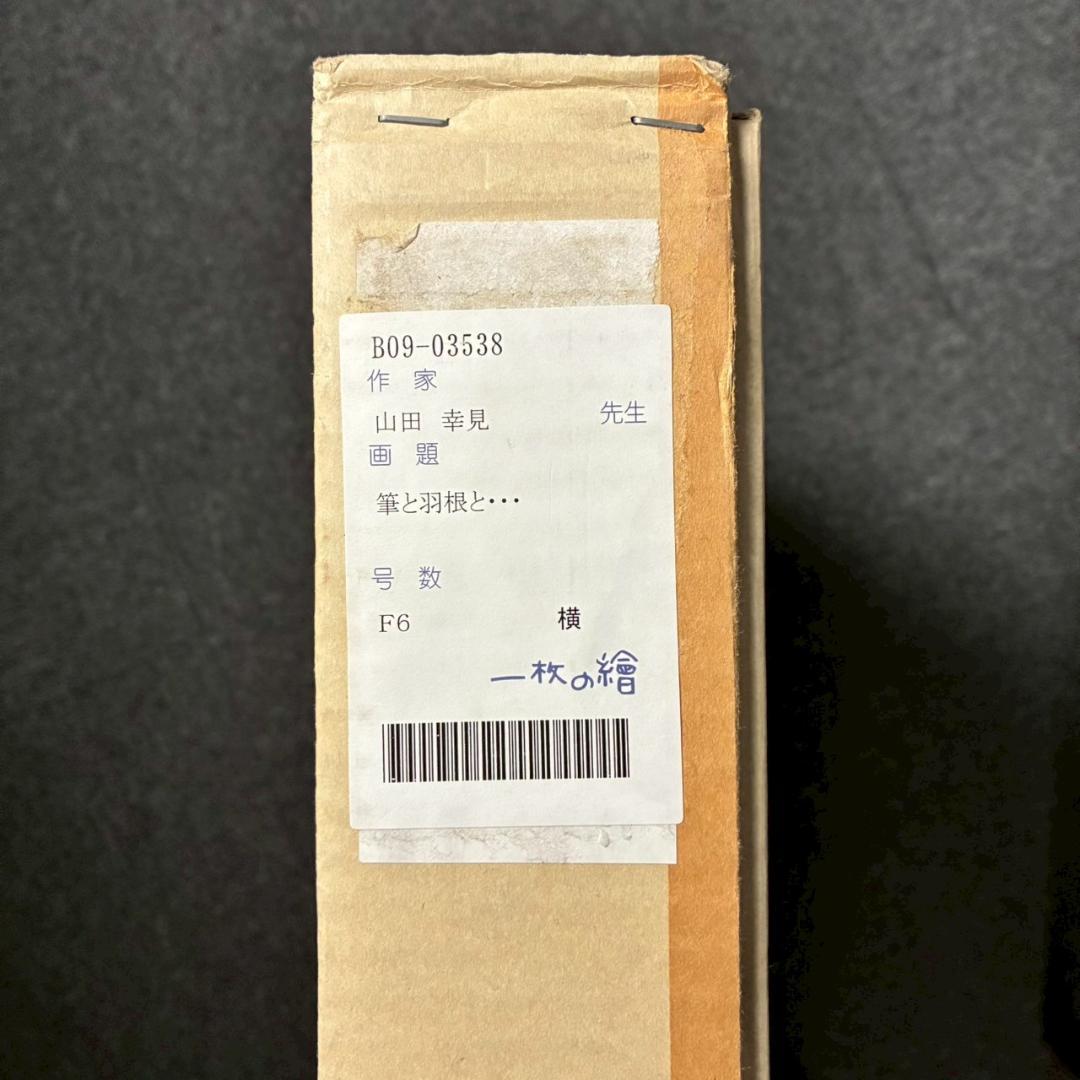 B09-03538
作 家
山田 幸見 先生
画 題
筆と羽根と・・・
号 数
F6 横
一枚の繪